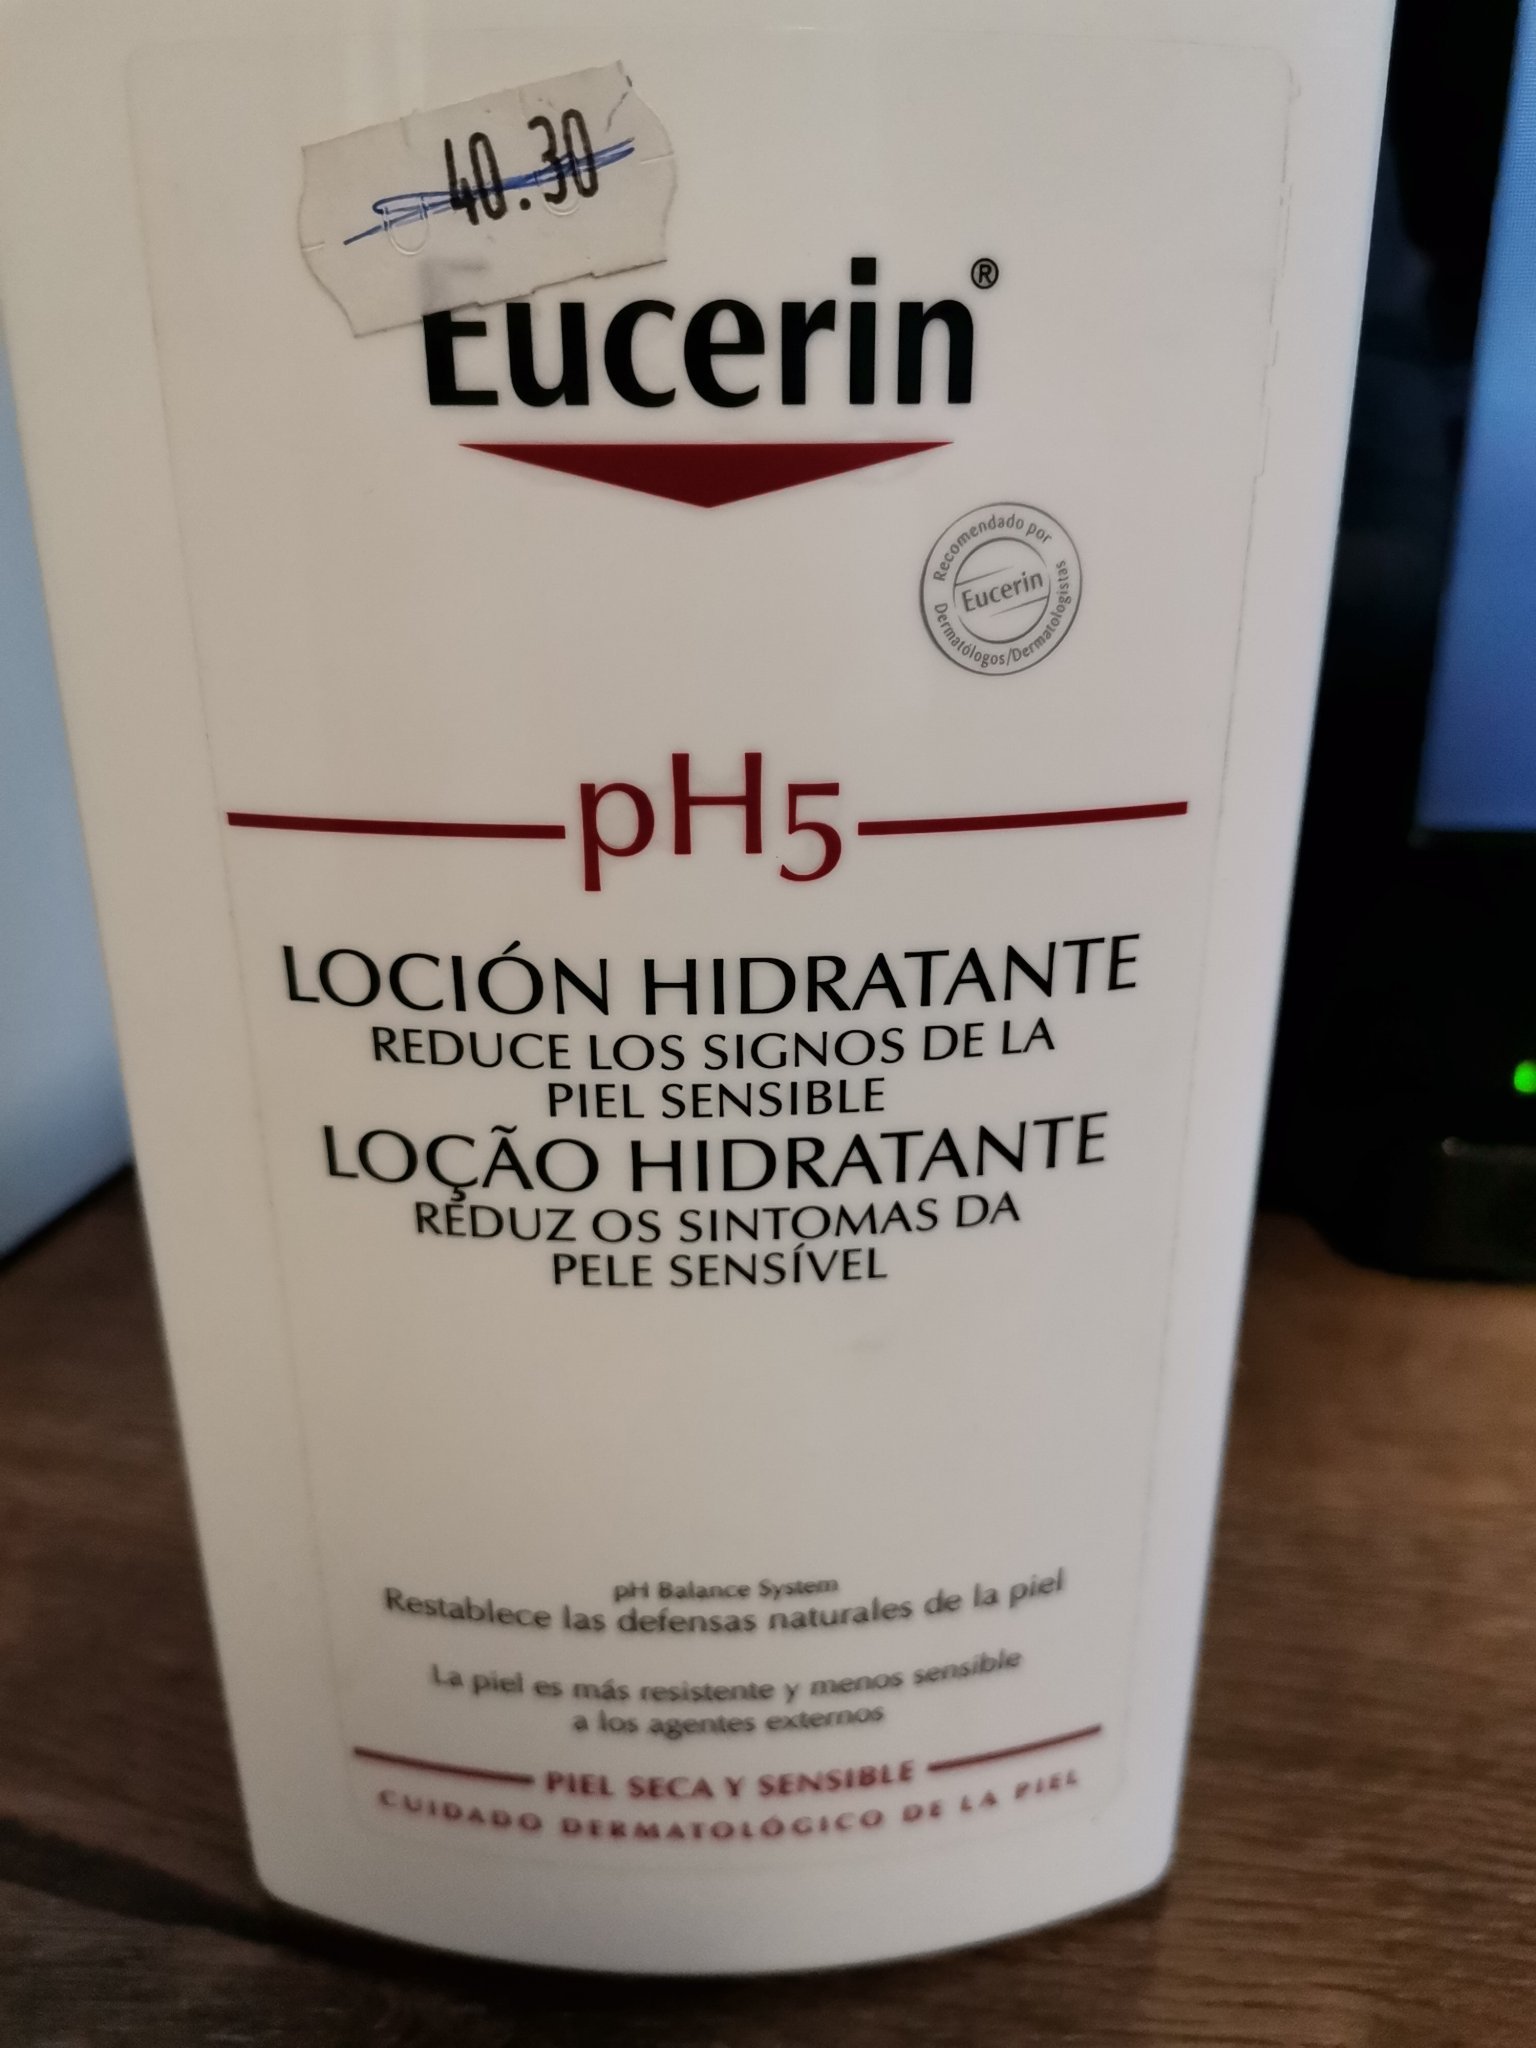 40.30
Eucerin®
Recomendado por
Eucerin
Dermatólogos/Dermatologistas
pH5
LOCIÓN HIDRATANTE
REDUCE LOS SIGNOS DE LA
PIEL SENSIBLE
LOÇÃO HIDRATANTE
REDUZ OS SINTOMAS DA
PELE SENSÍVEL
pH Balance System
Restablece las defensas naturales de la piel
La piel es más resistente y menos sensible
a los agentes externos
PIEL SECA Y SENSIBLE
CUIDADO DERMATOLÓGICO DE LA PIEL